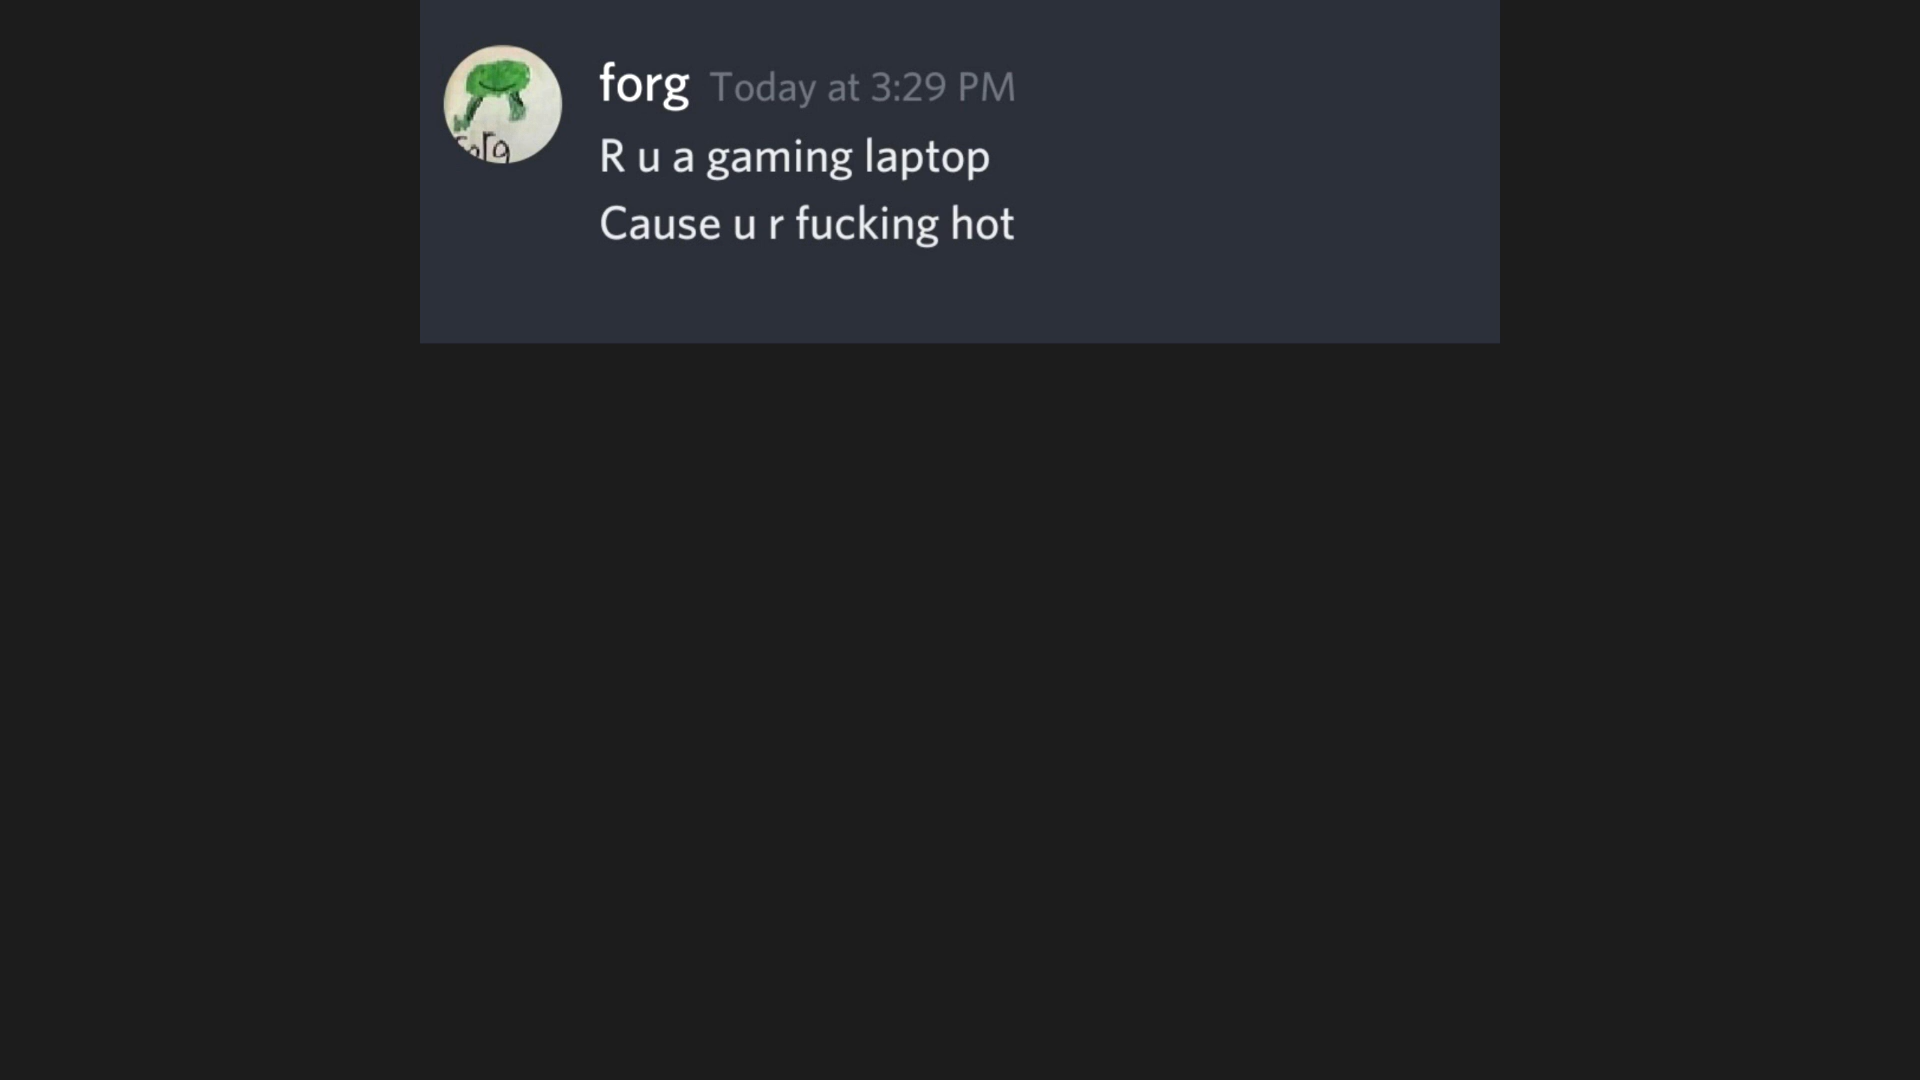 forg Today at 3:29 PM
R u a gaming laptop
Cause u r fucking hot